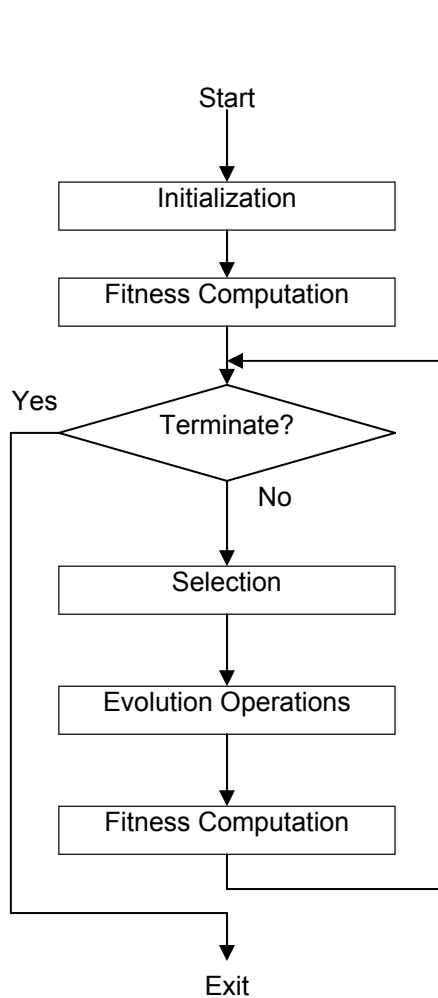 Start
Initialization
Fitness Computation
Yes
Terminate?
No
Selection
Evolution Operations
Fitness Computation
Exit